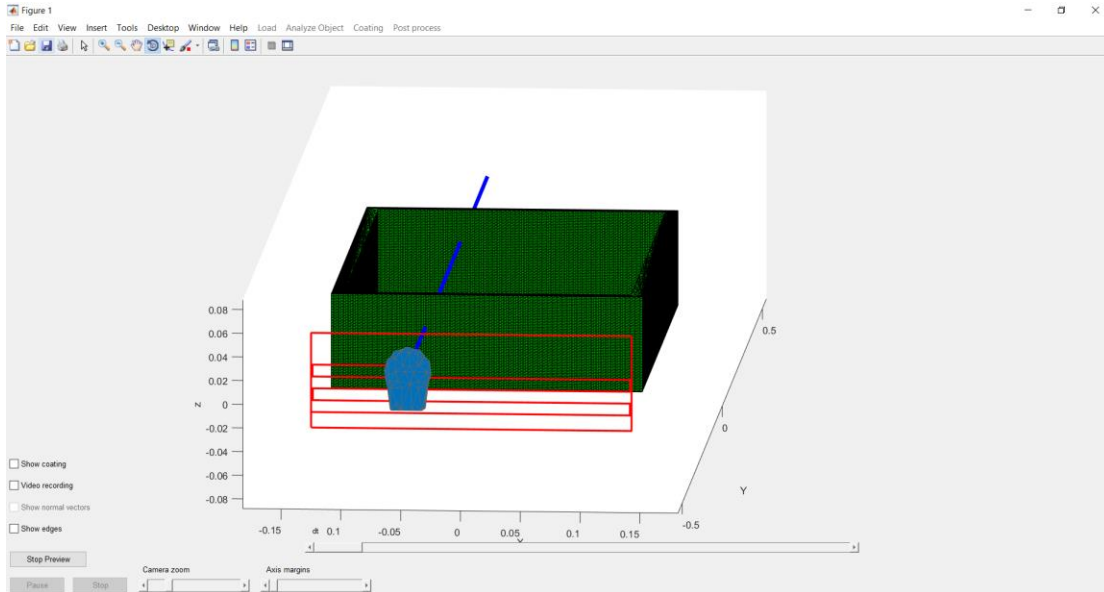 Figure 1
File Edit View Insert Tools Desktop Window Help Load Analyze Object Coating Post process
0.08
0.06
0.04
0.02
z 0
-0.02
-0.04
-0.06
-0.08
0.5
0
Y
-0.5
-0.15 dt 0.1 -0.05 0 0.05 0.1 0.15
Show coating
Video recording
Show normal vectors
Show edges
Stop Preview
Camera zoom Axis margins
Pause Stop